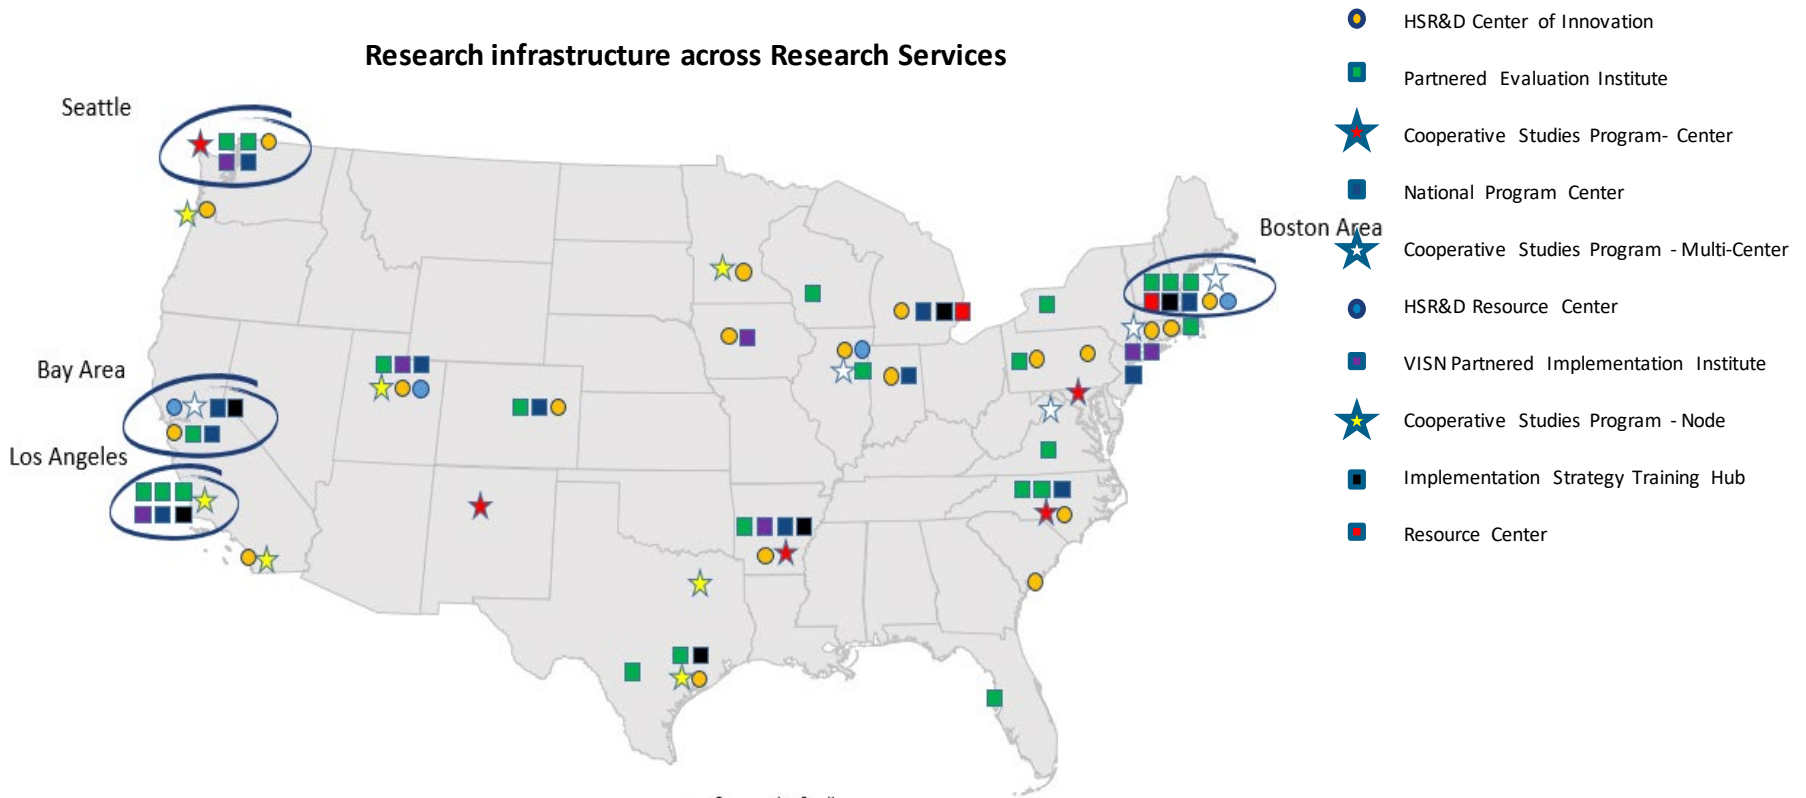 Research infrastructure across Research Services
Seattle
Boston Area
Bay Area
Los Angeles
HSR&D Center of Innovation
Partnered Evaluation Institute
Cooperative Studies Program- Center
National Program Center
Cooperative Studies Program - Multi-Center
HSR&D Resource Center
VISN Partnered Implementation Institute
Cooperative Studies Program - Node
Implementation Strategy Training Hub
Resource Center